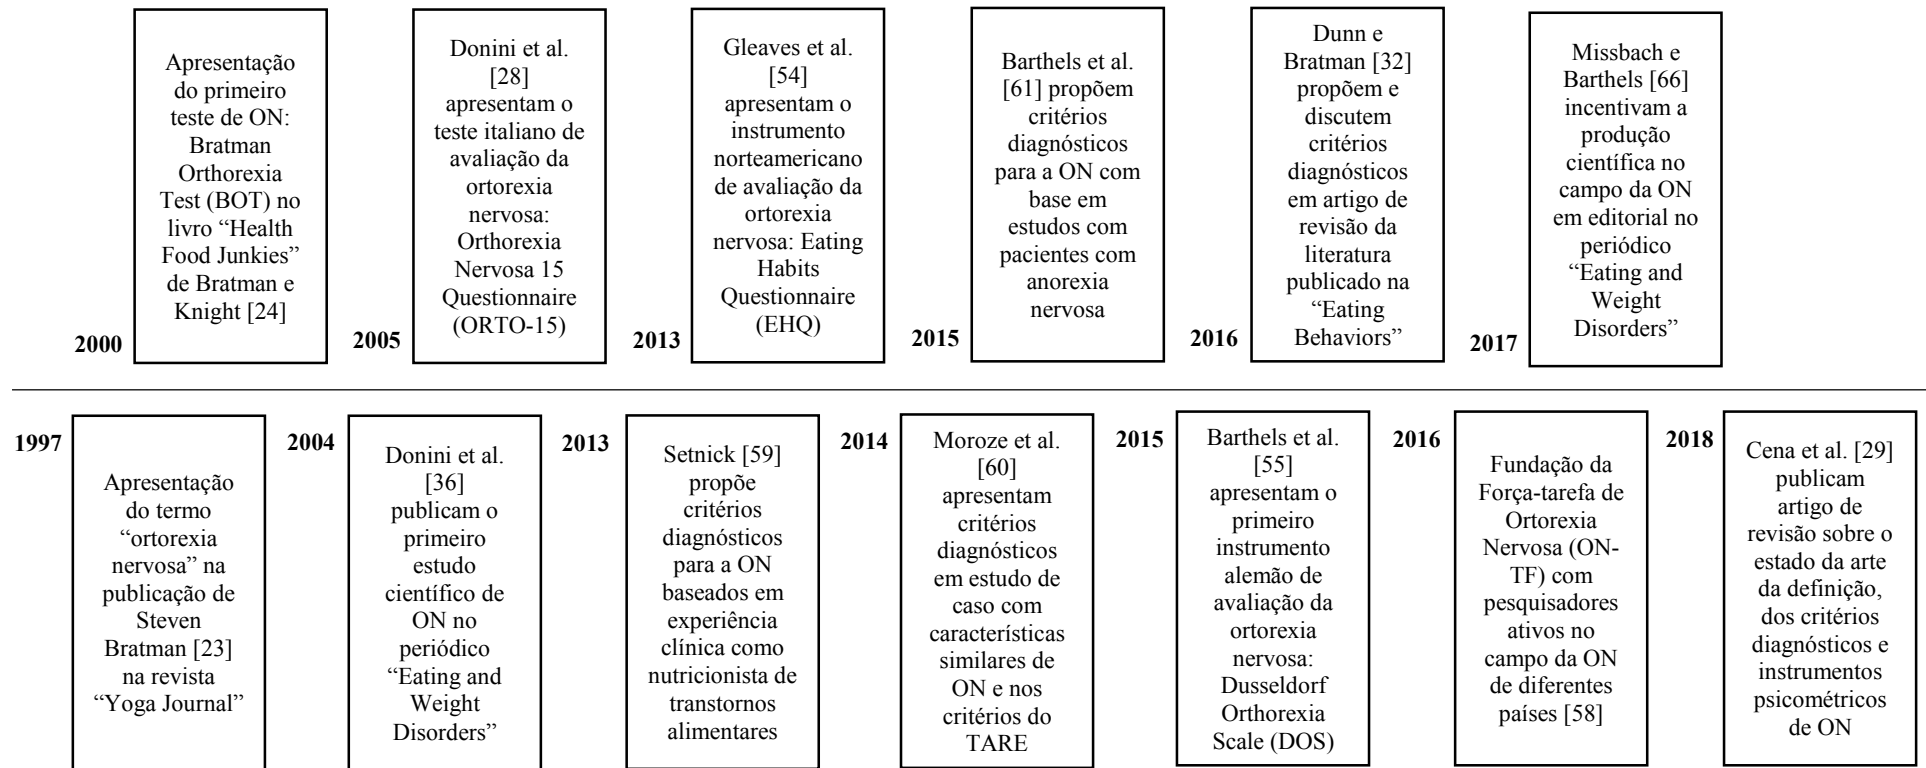 Apresentação
do primeiro
teste de ON:
Bratman
Orthorexia
Test (BOT) no
livro “Health
Food Junkies”
de Bratman e
Knight [24]
2000
Donini et al.
[28]
apresentam o
teste italiano de
avaliação da
ortorexia
nervosa:
Orthorexia
Nervosa 15
Questionnaire
(ORTO-15)
2005
Gleaves et al.
[54]
apresentam o
instrumento
norteamericano
de avaliação da
ortorexia
nervosa: Eating
Habits
Questionnaire
(EHQ)
2013
Barthels et al.
[61] propõem
critérios
diagnósticos
para a ON com
base em
estudos com
pacientes com
anorexia
nervosa
2015
Dunn e
Bratman [32]
propõem e
discutem
critérios
diagnósticos
em artigo de
revisão da
literatura
publicado na
“Eating
Behaviors”
2016
Missbach e
Barthels [66]
incentivam a
produção
científica no
campo da ON
em editorial no
periódico
“Eating and
Weight
Disorders”
2017
1997
Apresentação
do termo
“ortorexia
nervosa” na
publicação de
Steven
Bratman [23]
na revista
“Yoga Journal”
2004
Donini et al.
[36]
publicam o
primeiro
estudo
científico de
ON no
periódico
“Eating and
Weight
Disorders”
2013
Setnick [59]
propõe
critérios
diagnósticos
para a ON
baseados em
experiência
clínica como
nutricionista de
transtornos
alimentares
2014
Moroze et al.
[60]
apresentam
critérios
diagnósticos
em estudo de
caso com
características
similares de
ON e nos
critérios do
TARE
2015
Barthels et al.
[55]
apresentam o
primeiro
instrumento
alemão de
avaliação da
ortorexia
nervosa:
Dusseldorf
Orthorexia
Scale (DOS)
2016
Fundação da
Força-tarefa de
Ortorexia
Nervosa (ON-
TF) com
pesquisadores
ativos no
campo da ON
de diferentes
países [58]
2018
Cena et al. [29]
publicam
artigo de
revisão sobre o
estado da arte
da definição,
dos critérios
diagnósticos e
instrumentos
psicométricos
de ON